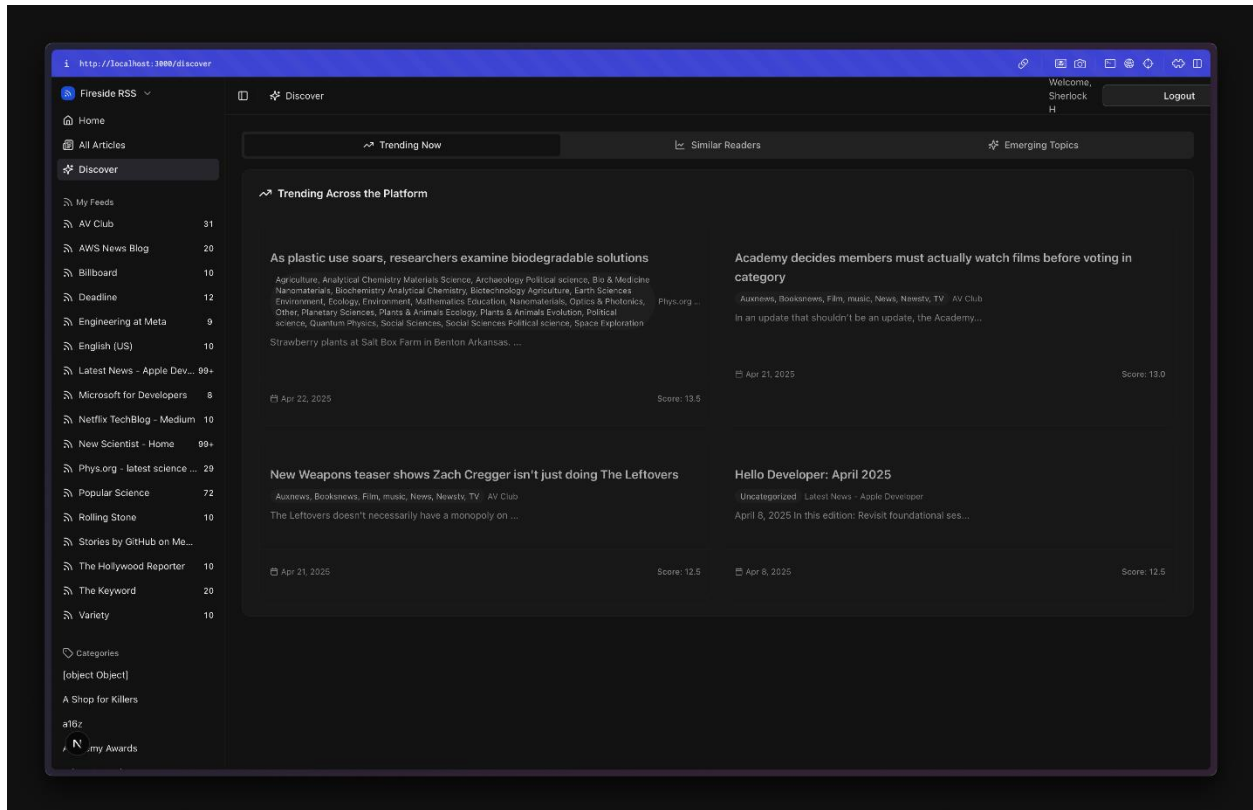 http://localhost:3000/discover
Fireside RSS
Home
All Articles
Discover
My Feeds
AV Club 31
AWS News Blog 20
Billboard 10
Deadline 12
Engineering at Meta 9
English (US) 10
Latest News - Apple Dev... 99+
Microsoft for Developers 8
Netflix TechBlog - Medium 10
New Scientist - Home 99+
Phys.org - latest science ... 29
Popular Science 72
Rolling Stone 10
Stories by GitHub on Me...
The Hollywood Reporter 10
The Keyword 20
Variety 10
Categories
[object Object]
A Shop for Killers
a16z
N
my Awards
Discover
Welcome,
Sherlock
H
Logout
Trending Now
Similar Readers
Emerging Topics
Trending Across the Platform
As plastic use soars, researchers examine biodegradable solutions
Agriculture, Analytical Chemistry Materials Science, Archaeology Political science, Bio & Medicine
Nanomaterials, Biochemistry Analytical Chemistry, Biotechnology Agriculture, Earth Sciences
Environment, Ecology, Environment, Mathematics Education, Nanomaterials, Optics & Photonics,
Other, Planetary Sciences, Plants & Animals Ecology, Plants & Animals Evolution, Political
science, Quantum Physics, Social Sciences, Social Sciences Political science, Space Exploration
Phys.org ...
Strawberry plants at Salt Box Farm in Benton Arkansas. ...
Apr 22, 2025 Score: 13.5
Academy decides members must actually watch films before voting in
category
Auxnews, Booksnews, Film, music, News, Newstv, TV AV Club
In an update that shouldn't be an update, the Academy...
Apr 21, 2025 Score: 13.0
New Weapons teaser shows Zach Cregger isn't just doing The Leftovers
Auxnews, Booksnews, Film, music, News, Newstv, TV AV Club
The Leftovers doesn't necessarily have a monopoly on ...
Apr 21, 2025 Score: 12.5
Hello Developer: April 2025
Uncategorized Latest News - Apple Developer
April 8, 2025 In this edition: Revisit foundational ses...
Apr 8, 2025 Score: 12.5